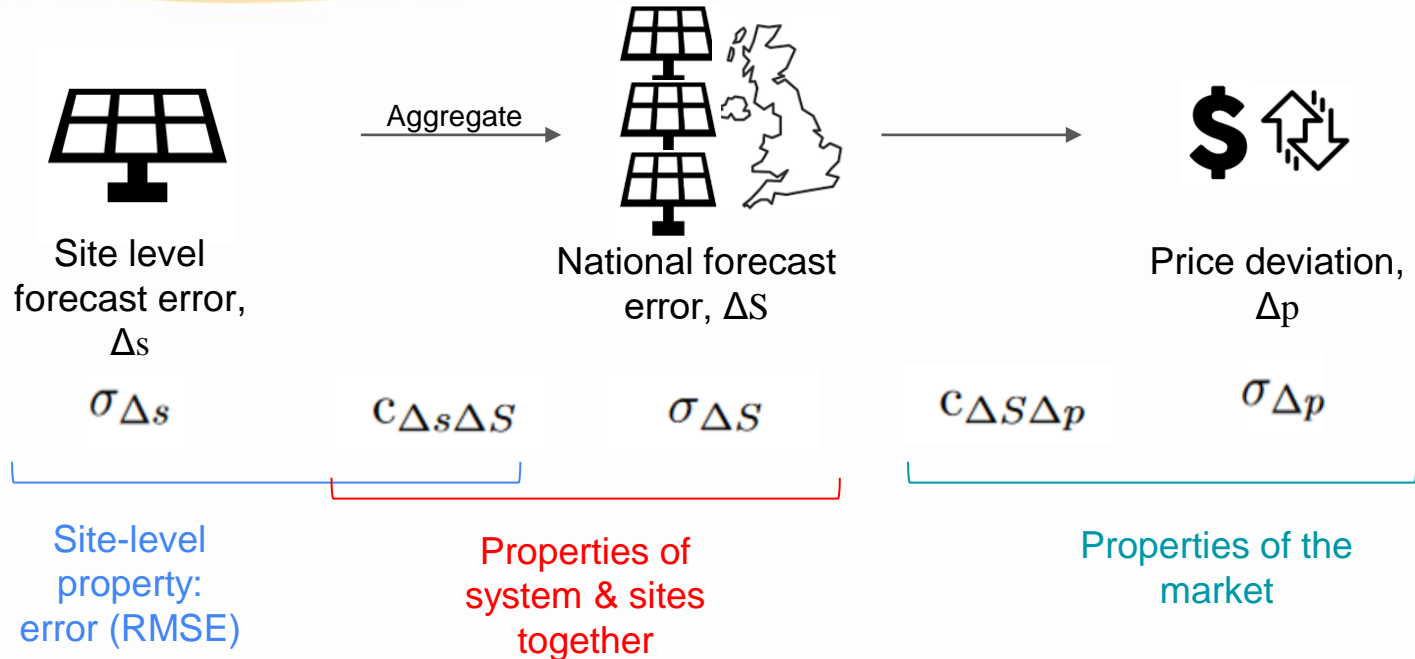 Aggregate
Site level
forecast error,
Δs
National forecast
error, ΔS
Price deviation,
Δp
σΔs
cΔsΔS
σΔS
cΔSΔp
σΔp
Site-level
property:
error (RMSE)
Properties of
system & sites
together
Properties of the
market